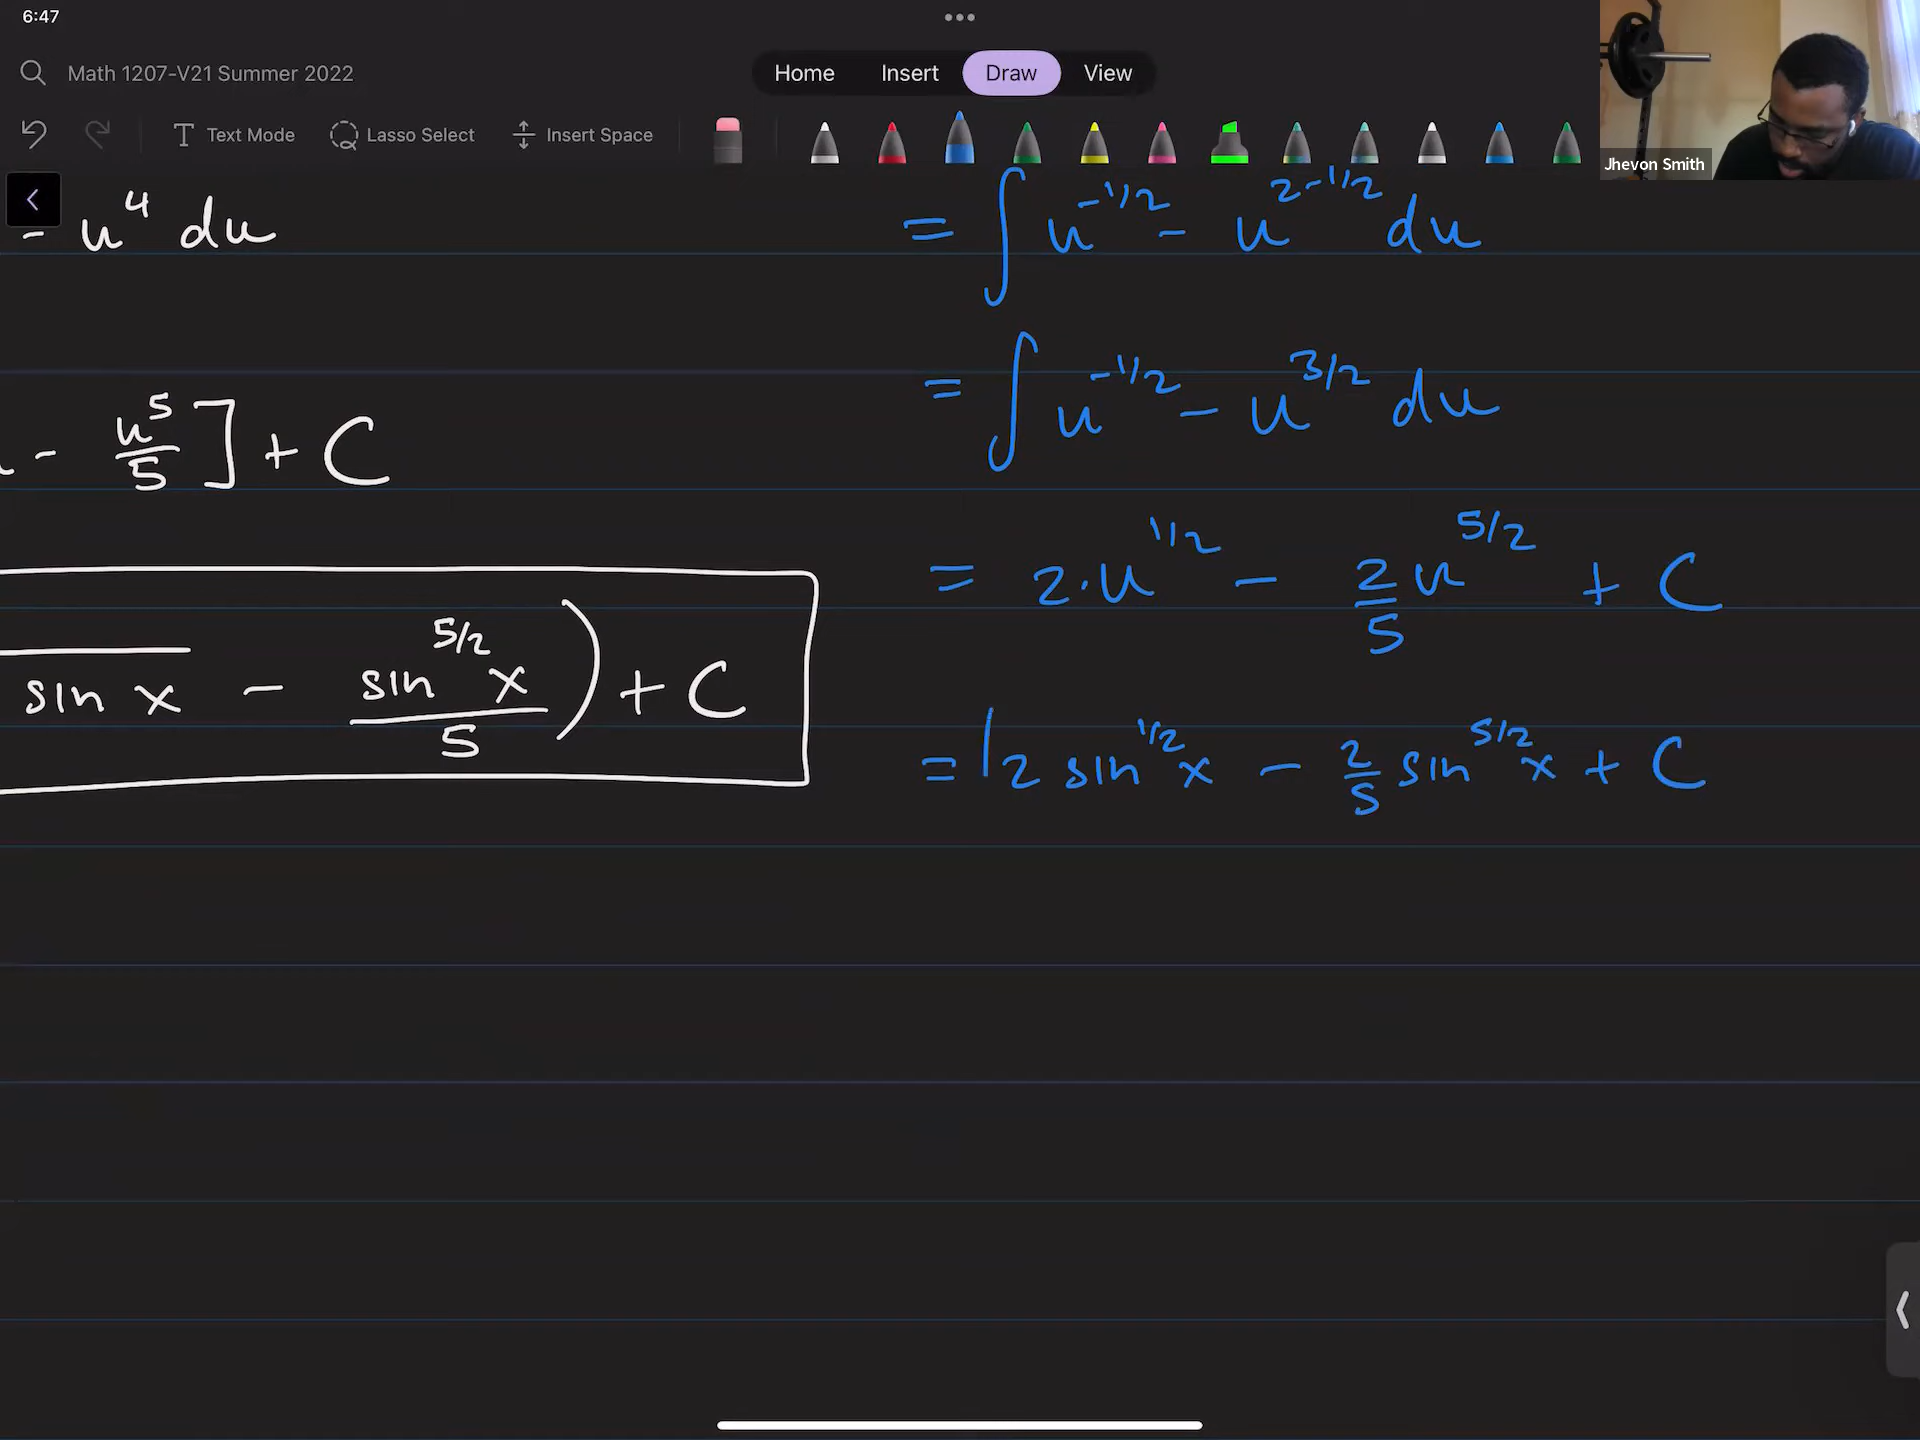 6:47
Math 1207-V21 Summer 2022
Home Insert Draw View
Text Mode Lasso Select Insert Space
Jhevon Smith
- u^4 du
- u^5/5 ] + C
sin x - sin^{5/2} x / 5 ) + C
= ∫ u^{-1/2} - u^{2-1/2} du
= ∫ u^{-1/2} - u^{3/2} du
= 2·u^{1/2} - 2/5 u^{5/2} + C
= 2 sin^{1/2} x - 2/5 sin^{5/2} x + C